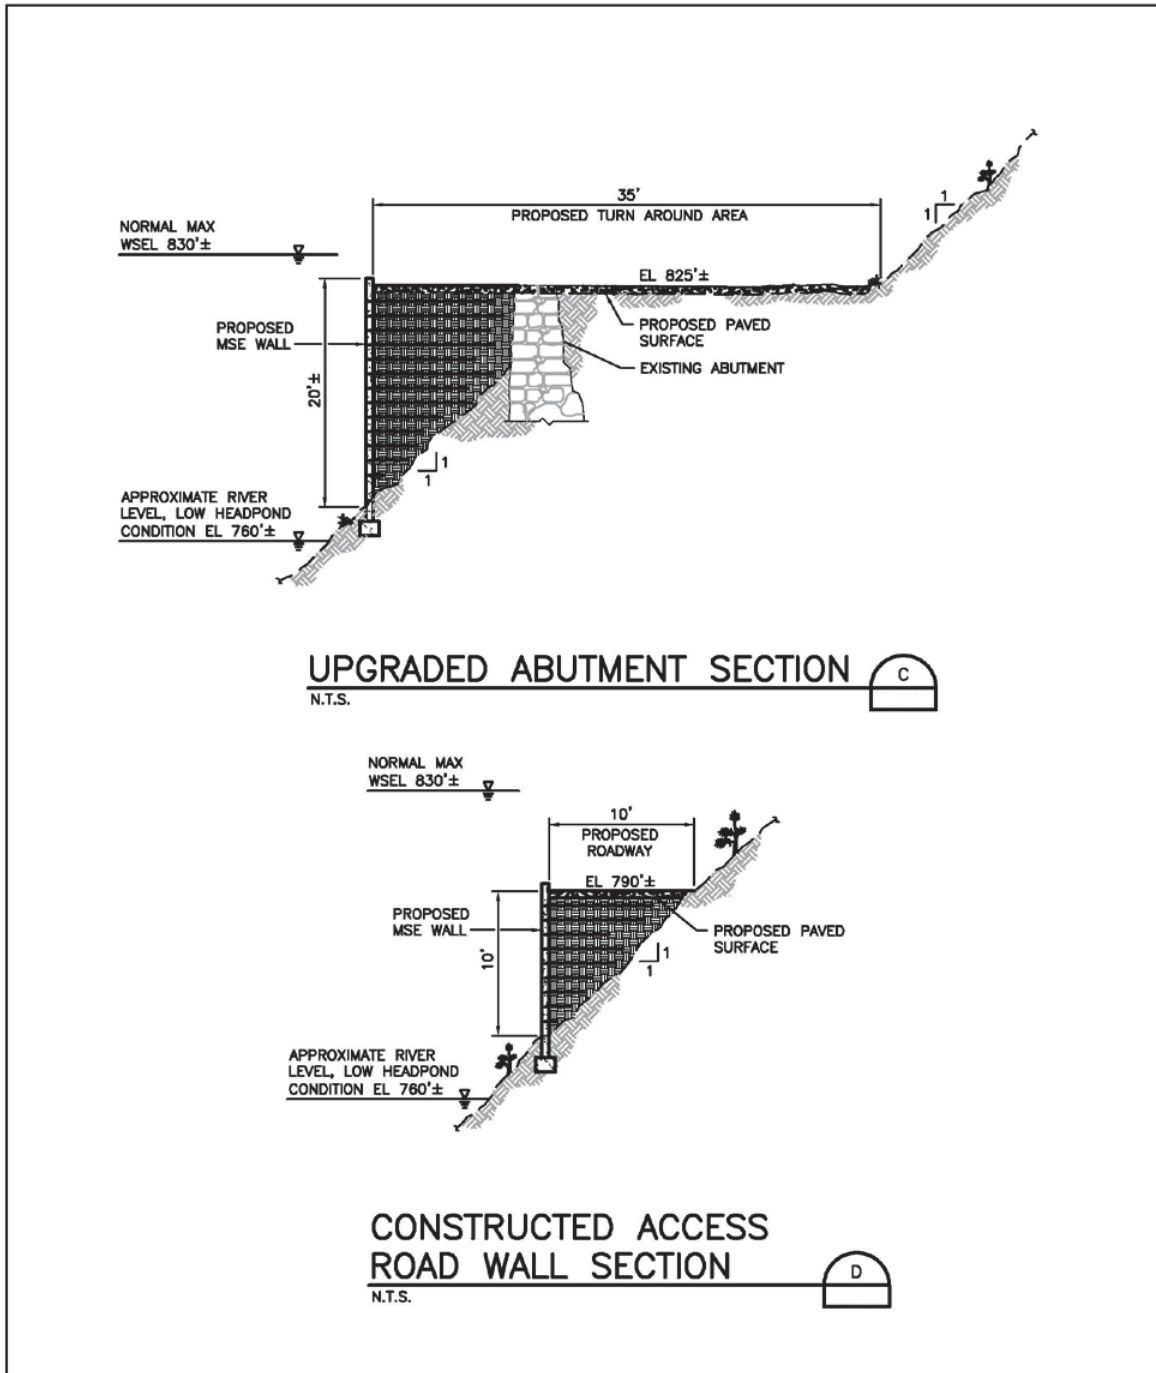 35'
PROPOSED TURN AROUND AREA
1
1
NORMAL MAX
WSEL 830'±
EL 825'±
PROPOSED
MSE WALL
PROPOSED PAVED
SURFACE
EXISTING ABUTMENT
20'±
1
1
APPROXIMATE RIVER
LEVEL, LOW HEADPOND
CONDITION EL 760'±
UPGRADED ABUTMENT SECTION
C
N.T.S.
NORMAL MAX
WSEL 830'±
10'
PROPOSED
ROADWAY
EL 790'±
PROPOSED
MSE WALL
PROPOSED PAVED
SURFACE
10'
1
1
APPROXIMATE RIVER
LEVEL, LOW HEADPOND
CONDITION EL 760'±
CONSTRUCTED ACCESS
ROAD WALL SECTION
D
N.T.S.